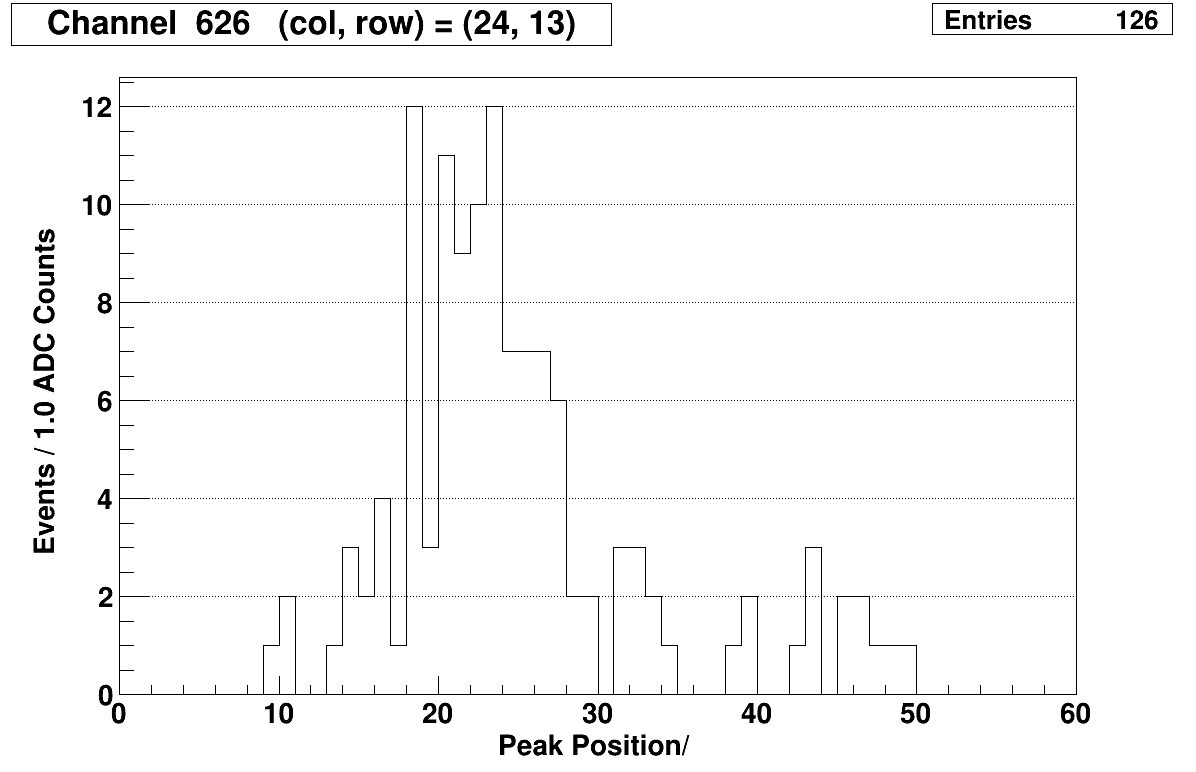 Channel 626 (col, row) = (24, 13)
Entries 126
12
10
8
6
4
2
0
Events / 1.0 ADC Counts
0 10 20 30 40 50 60
Peak Position/